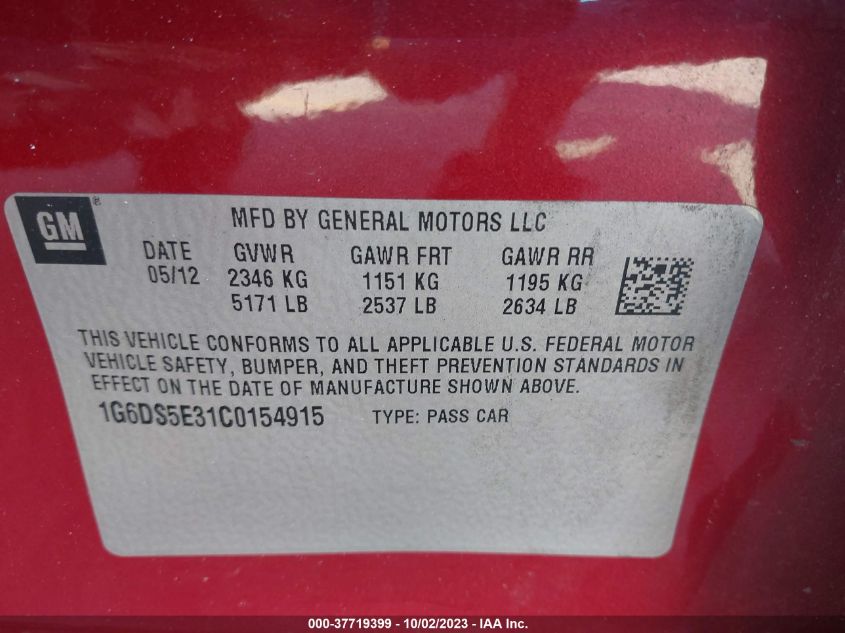 GM ®
MFD BY GENERAL MOTORS LLC
DATE GVWR GAWR FRT GAWR RR
05/12 2346 KG 1151 KG 1195 KG
5171 LB 2537 LB 2634 LB
THIS VEHICLE CONFORMS TO ALL APPLICABLE U.S. FEDERAL MOTOR
VEHICLE SAFETY, BUMPER, AND THEFT PREVENTION STANDARDS IN
EFFECT ON THE DATE OF MANUFACTURE SHOWN ABOVE.
1G6DS5E31C0154915 TYPE: PASS CAR
000-37719399 - 10/02/2023 - IAA Inc.